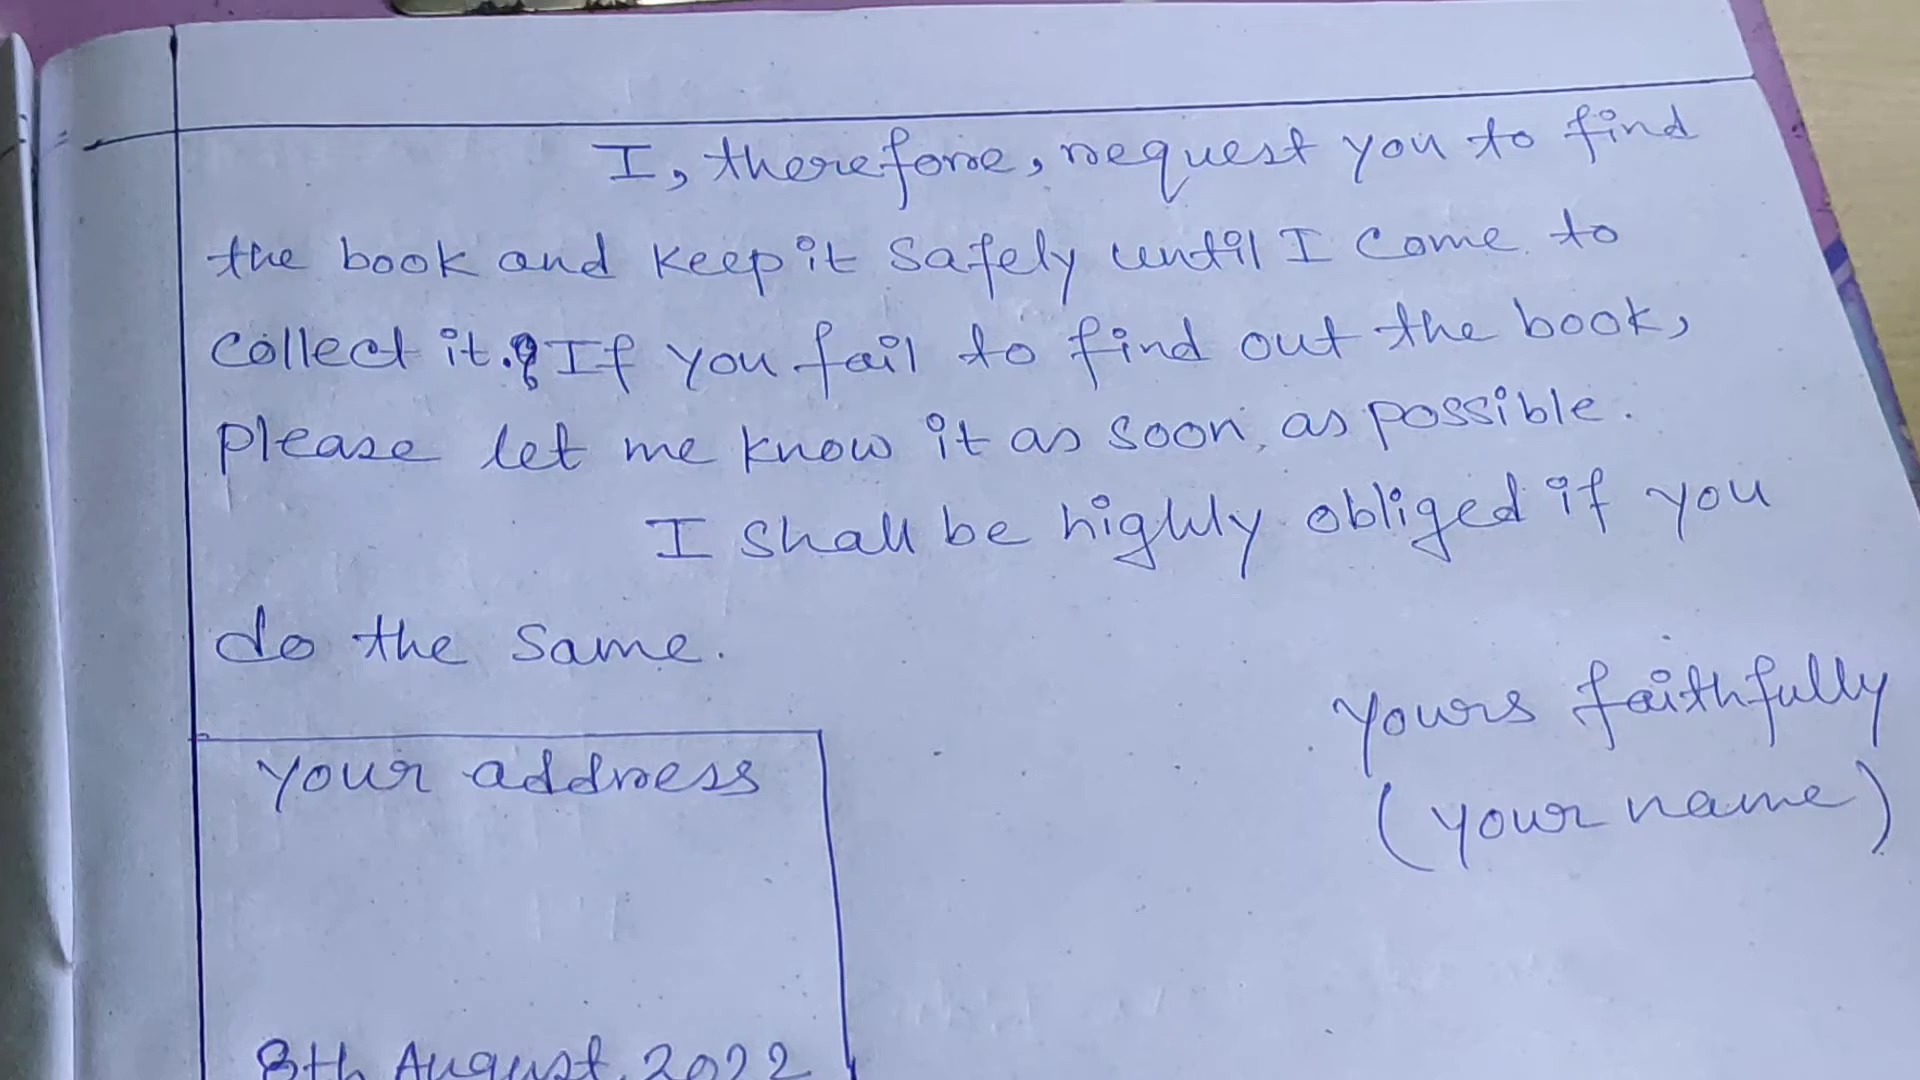 I, therefore, request you to find
the book and keep it safely until I come to
collect it. If you fail to find out the book,
please let me know it as soon as possible.
I shall be highly obliged if you
do the same.
Yours faithfully
(your name)
Your address
8th August, 2022